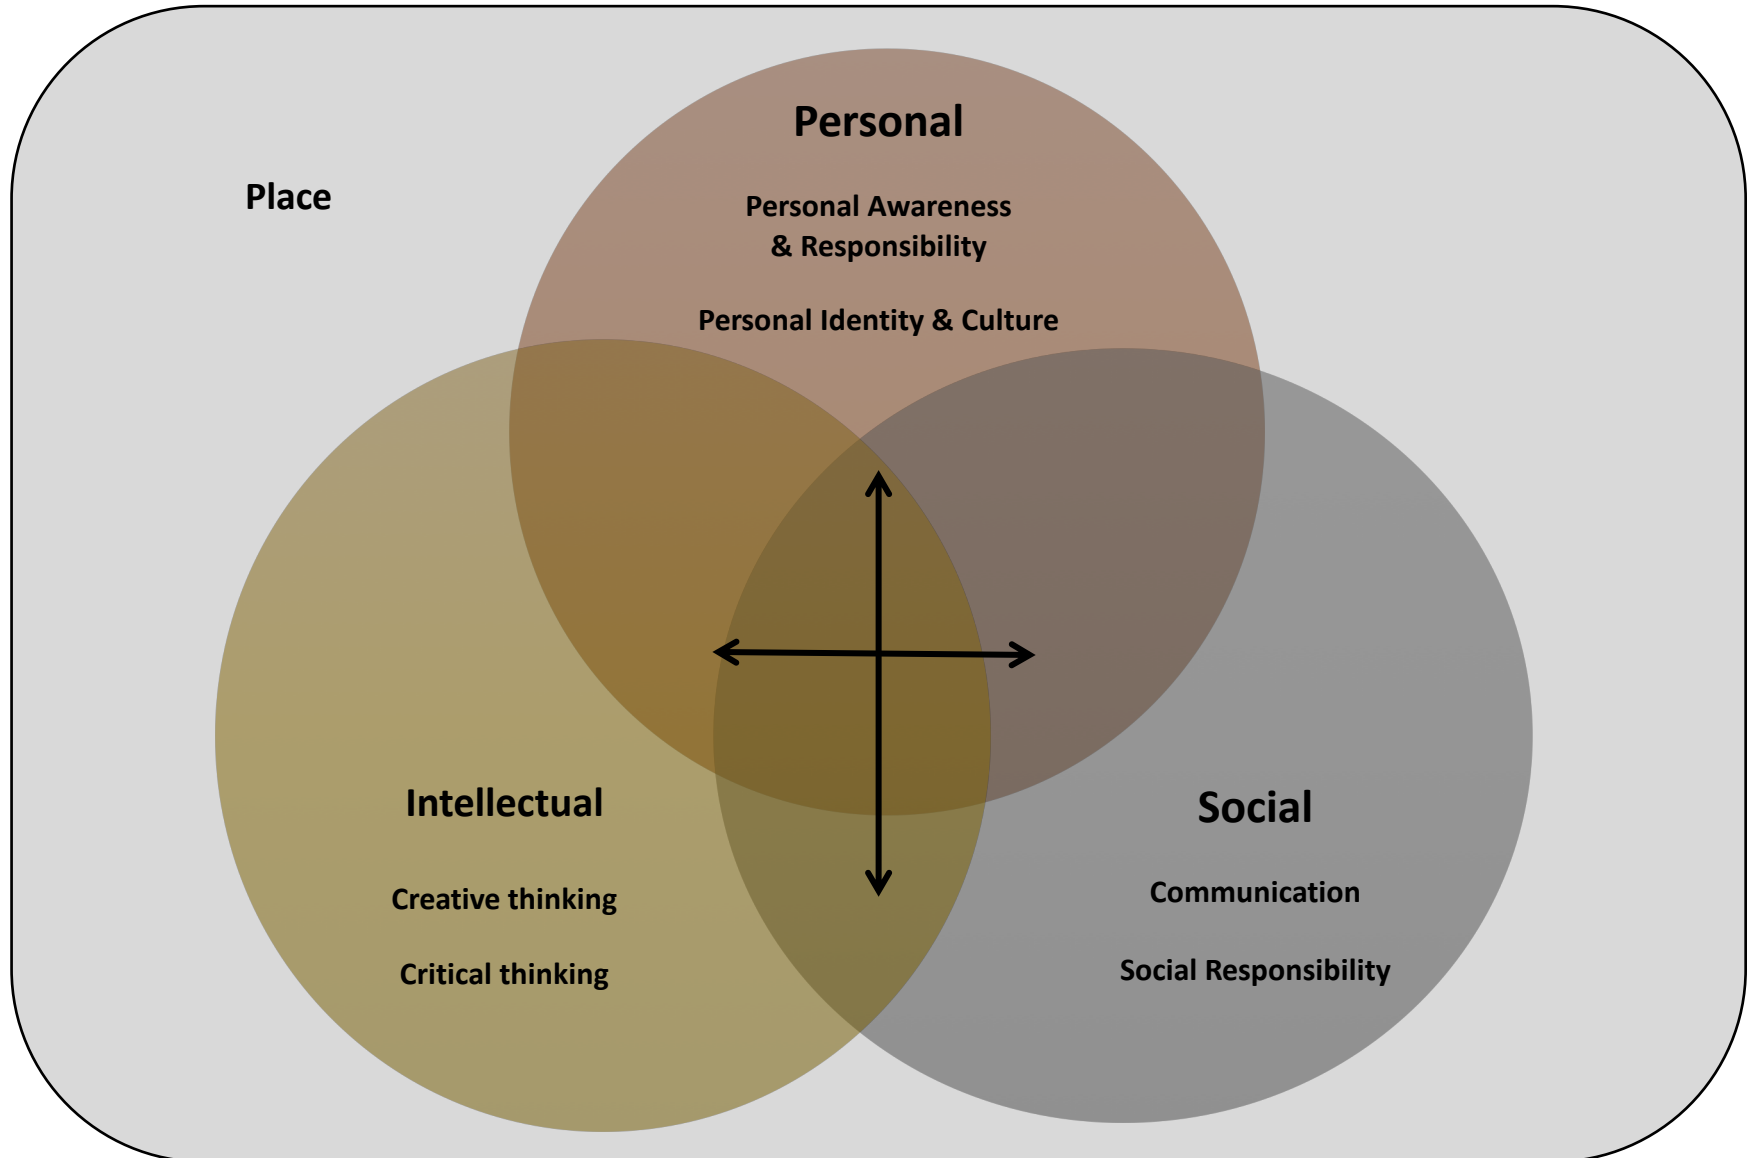 Personal
Place
Personal Awareness
& Responsibility
Personal Identity & Culture
Intellectual
Creative thinking
Critical thinking
Social
Communication
Social Responsibility